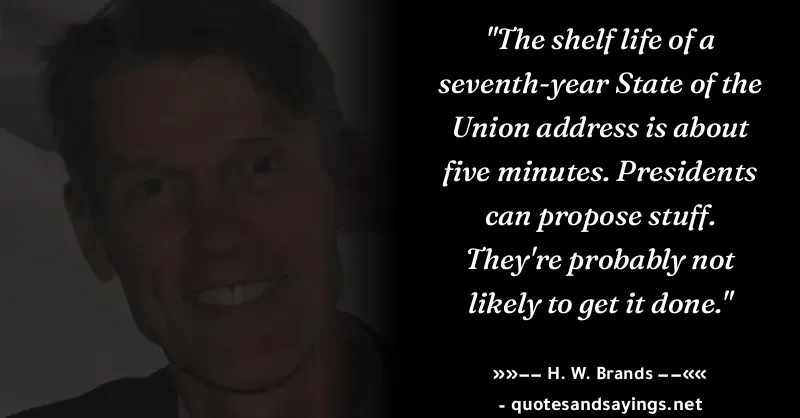 "The shelf life of a
seventh-year State of the
Union address is about
five minutes. Presidents
can propose stuff.
They're probably not
likely to get it done."
»»−− H. W. Brands −−««
- quotesandsayings.net